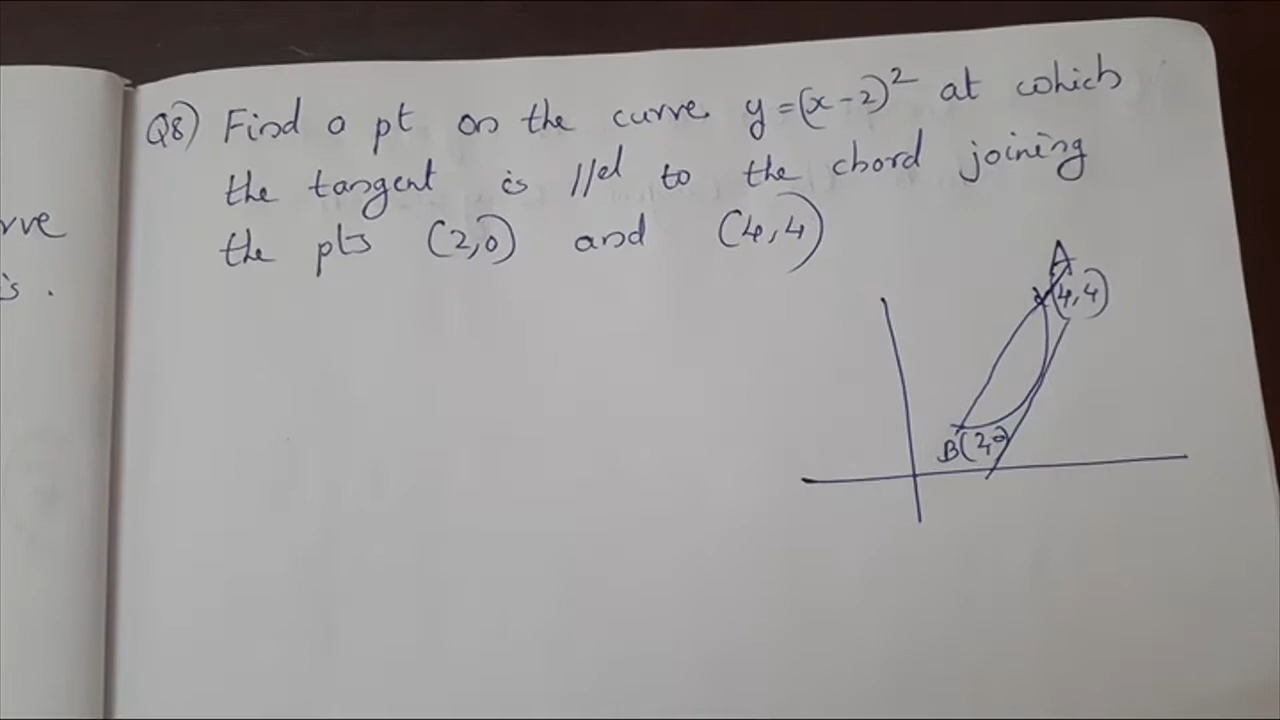 rve
is.
Q8) Find a pt on the curve y=(x-2)² at which
the tangent is //el to the chord joining
the pts (2,0) and (4,4)
A
(4,4)
B(2,0)